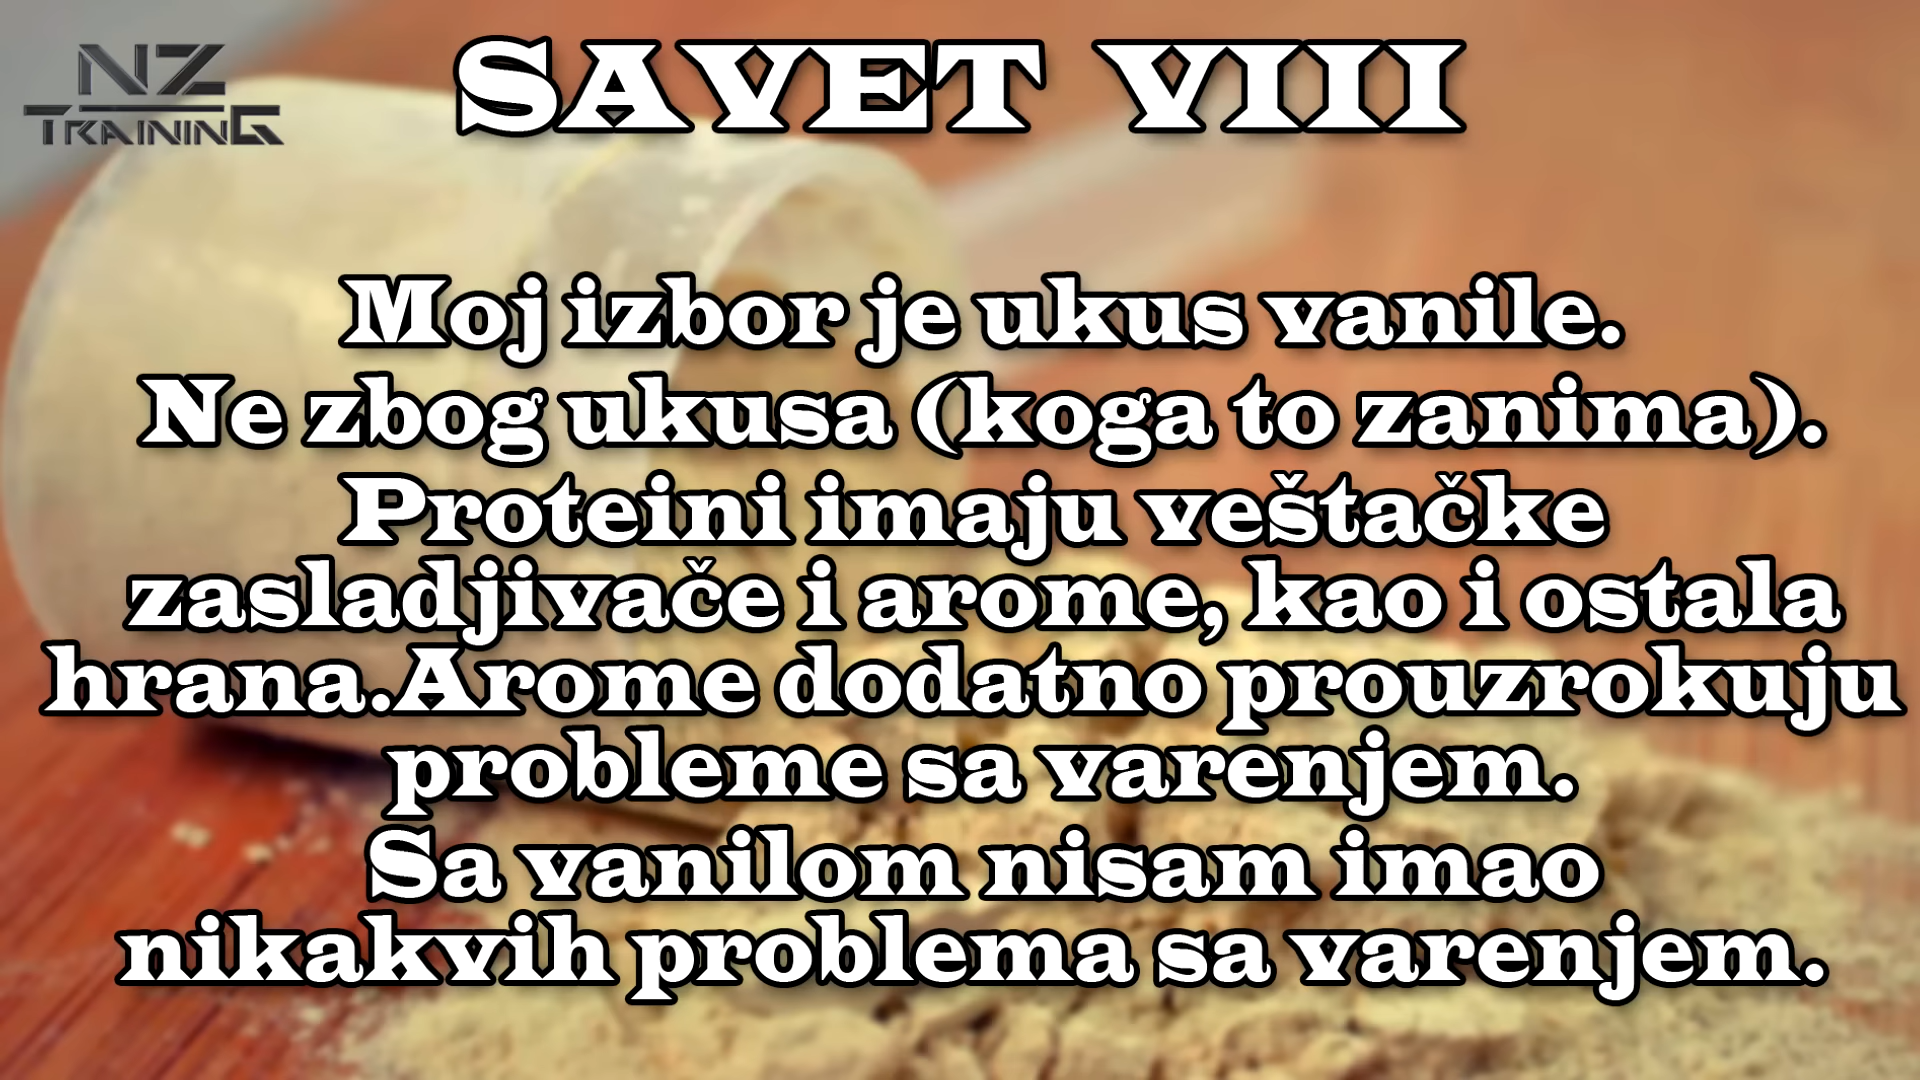 NZ
TRAINING
SAVET VIII
Moj izbor je ukus vanile.
Ne zbog ukusa (koga to zanima).
Proteini imaju veštačke
zasladjivače i arome, kao i ostala
hrana.Arome dodatno prouzrokuju
probleme sa varenjem.
Sa vanilom nisam imao
nikakvih problema sa varenjem.